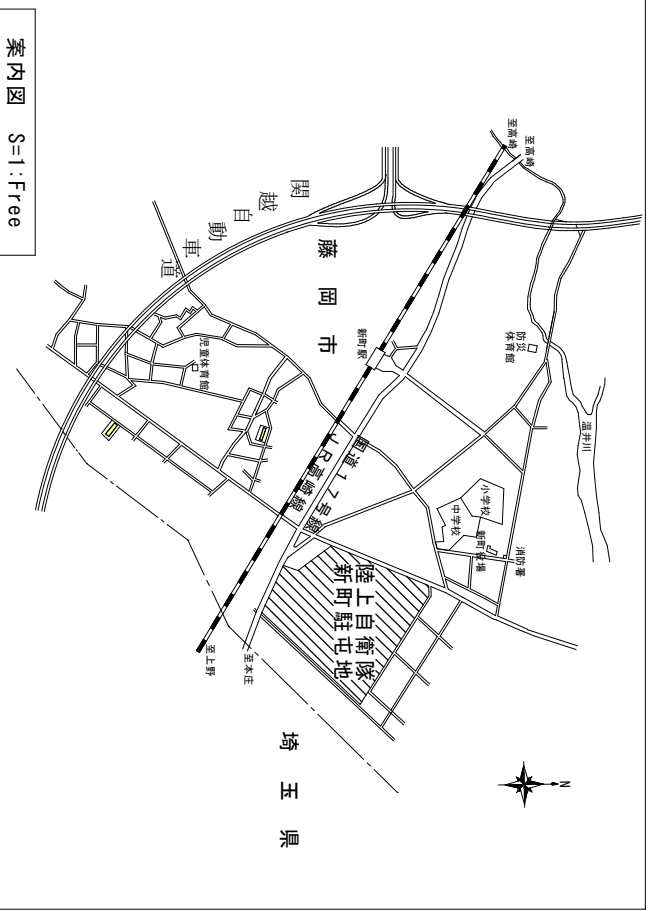 至高崎
至高崎
温井川
防災
体育館
関越自動車道
藤岡市
新町駅
児童体育館
国道17号線
JR高崎線
小学校
中学校
新町役場
消防署
陸上自衛隊
新町駐屯地
至本庄
至上野
埼玉県
N
案内図 S=1:Free